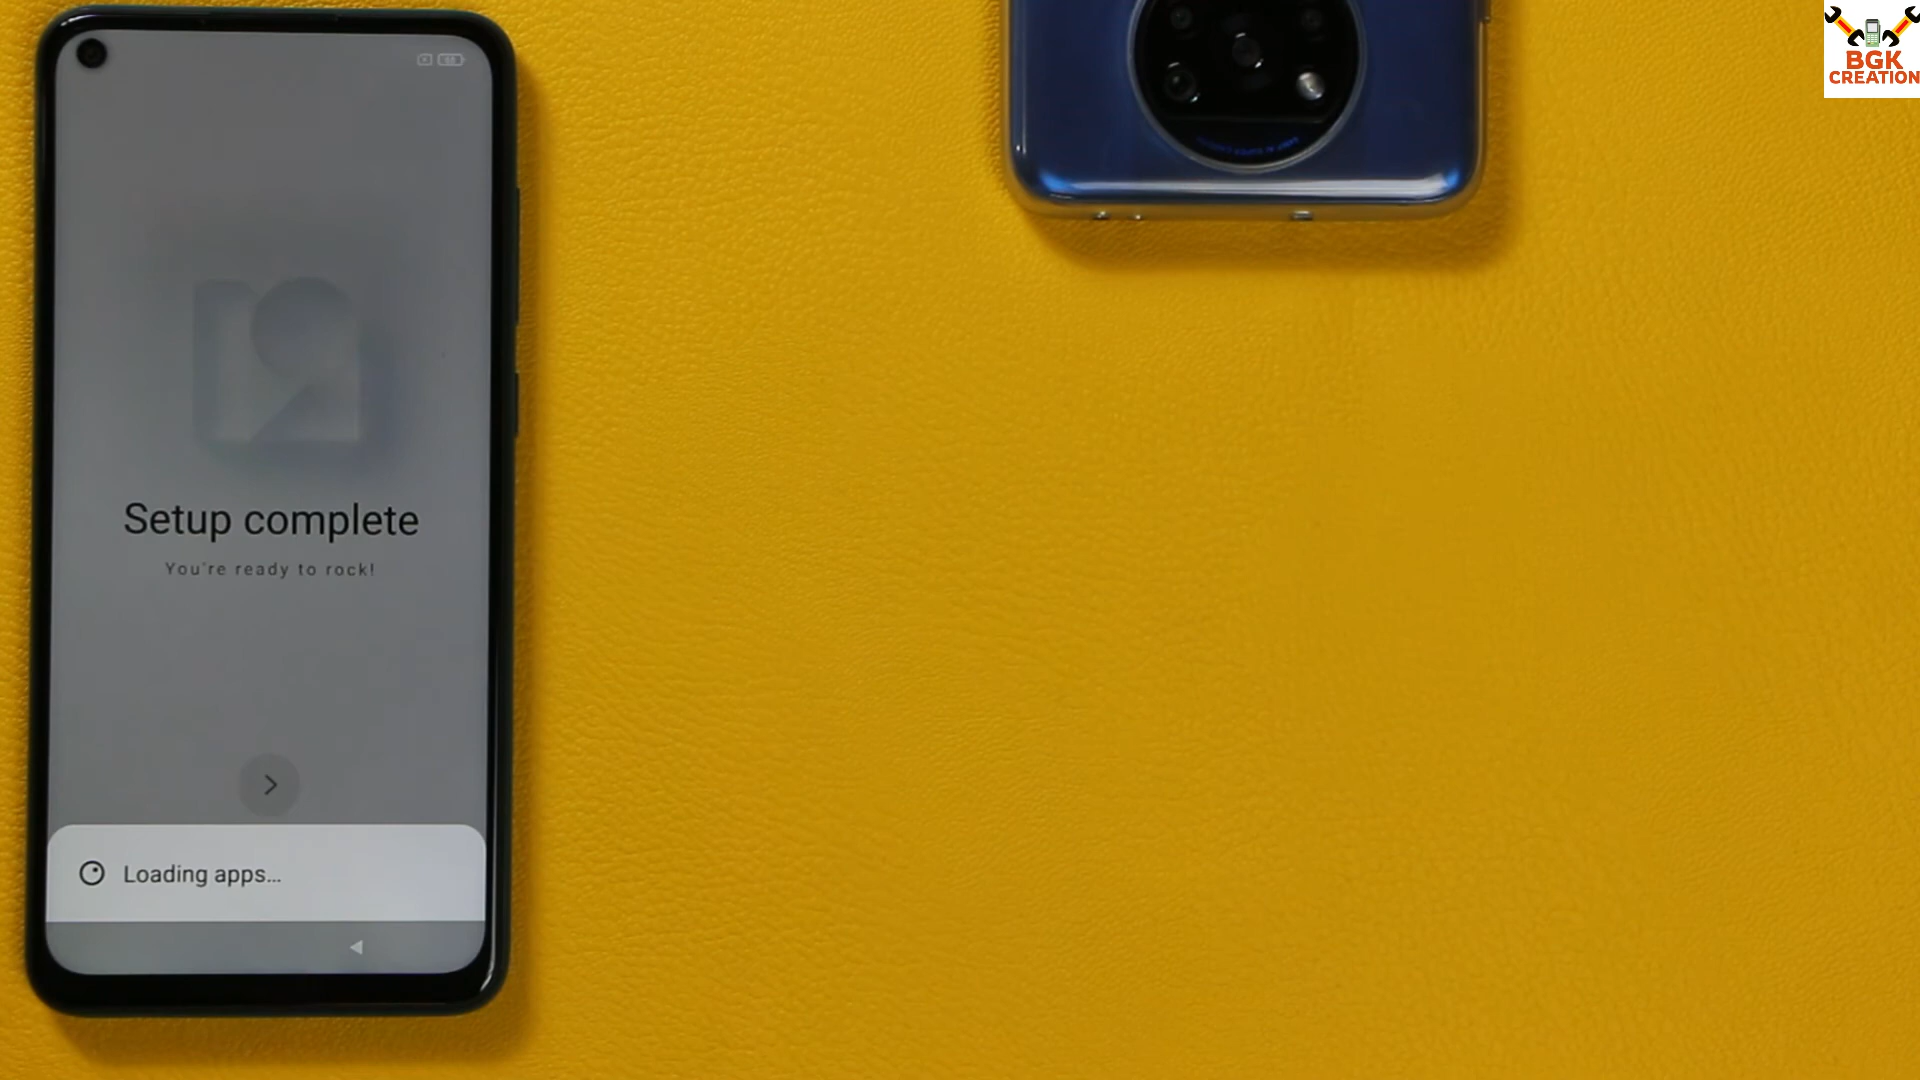 Setup complete
You're ready to rock!
Loading apps...
BGK
CREATION